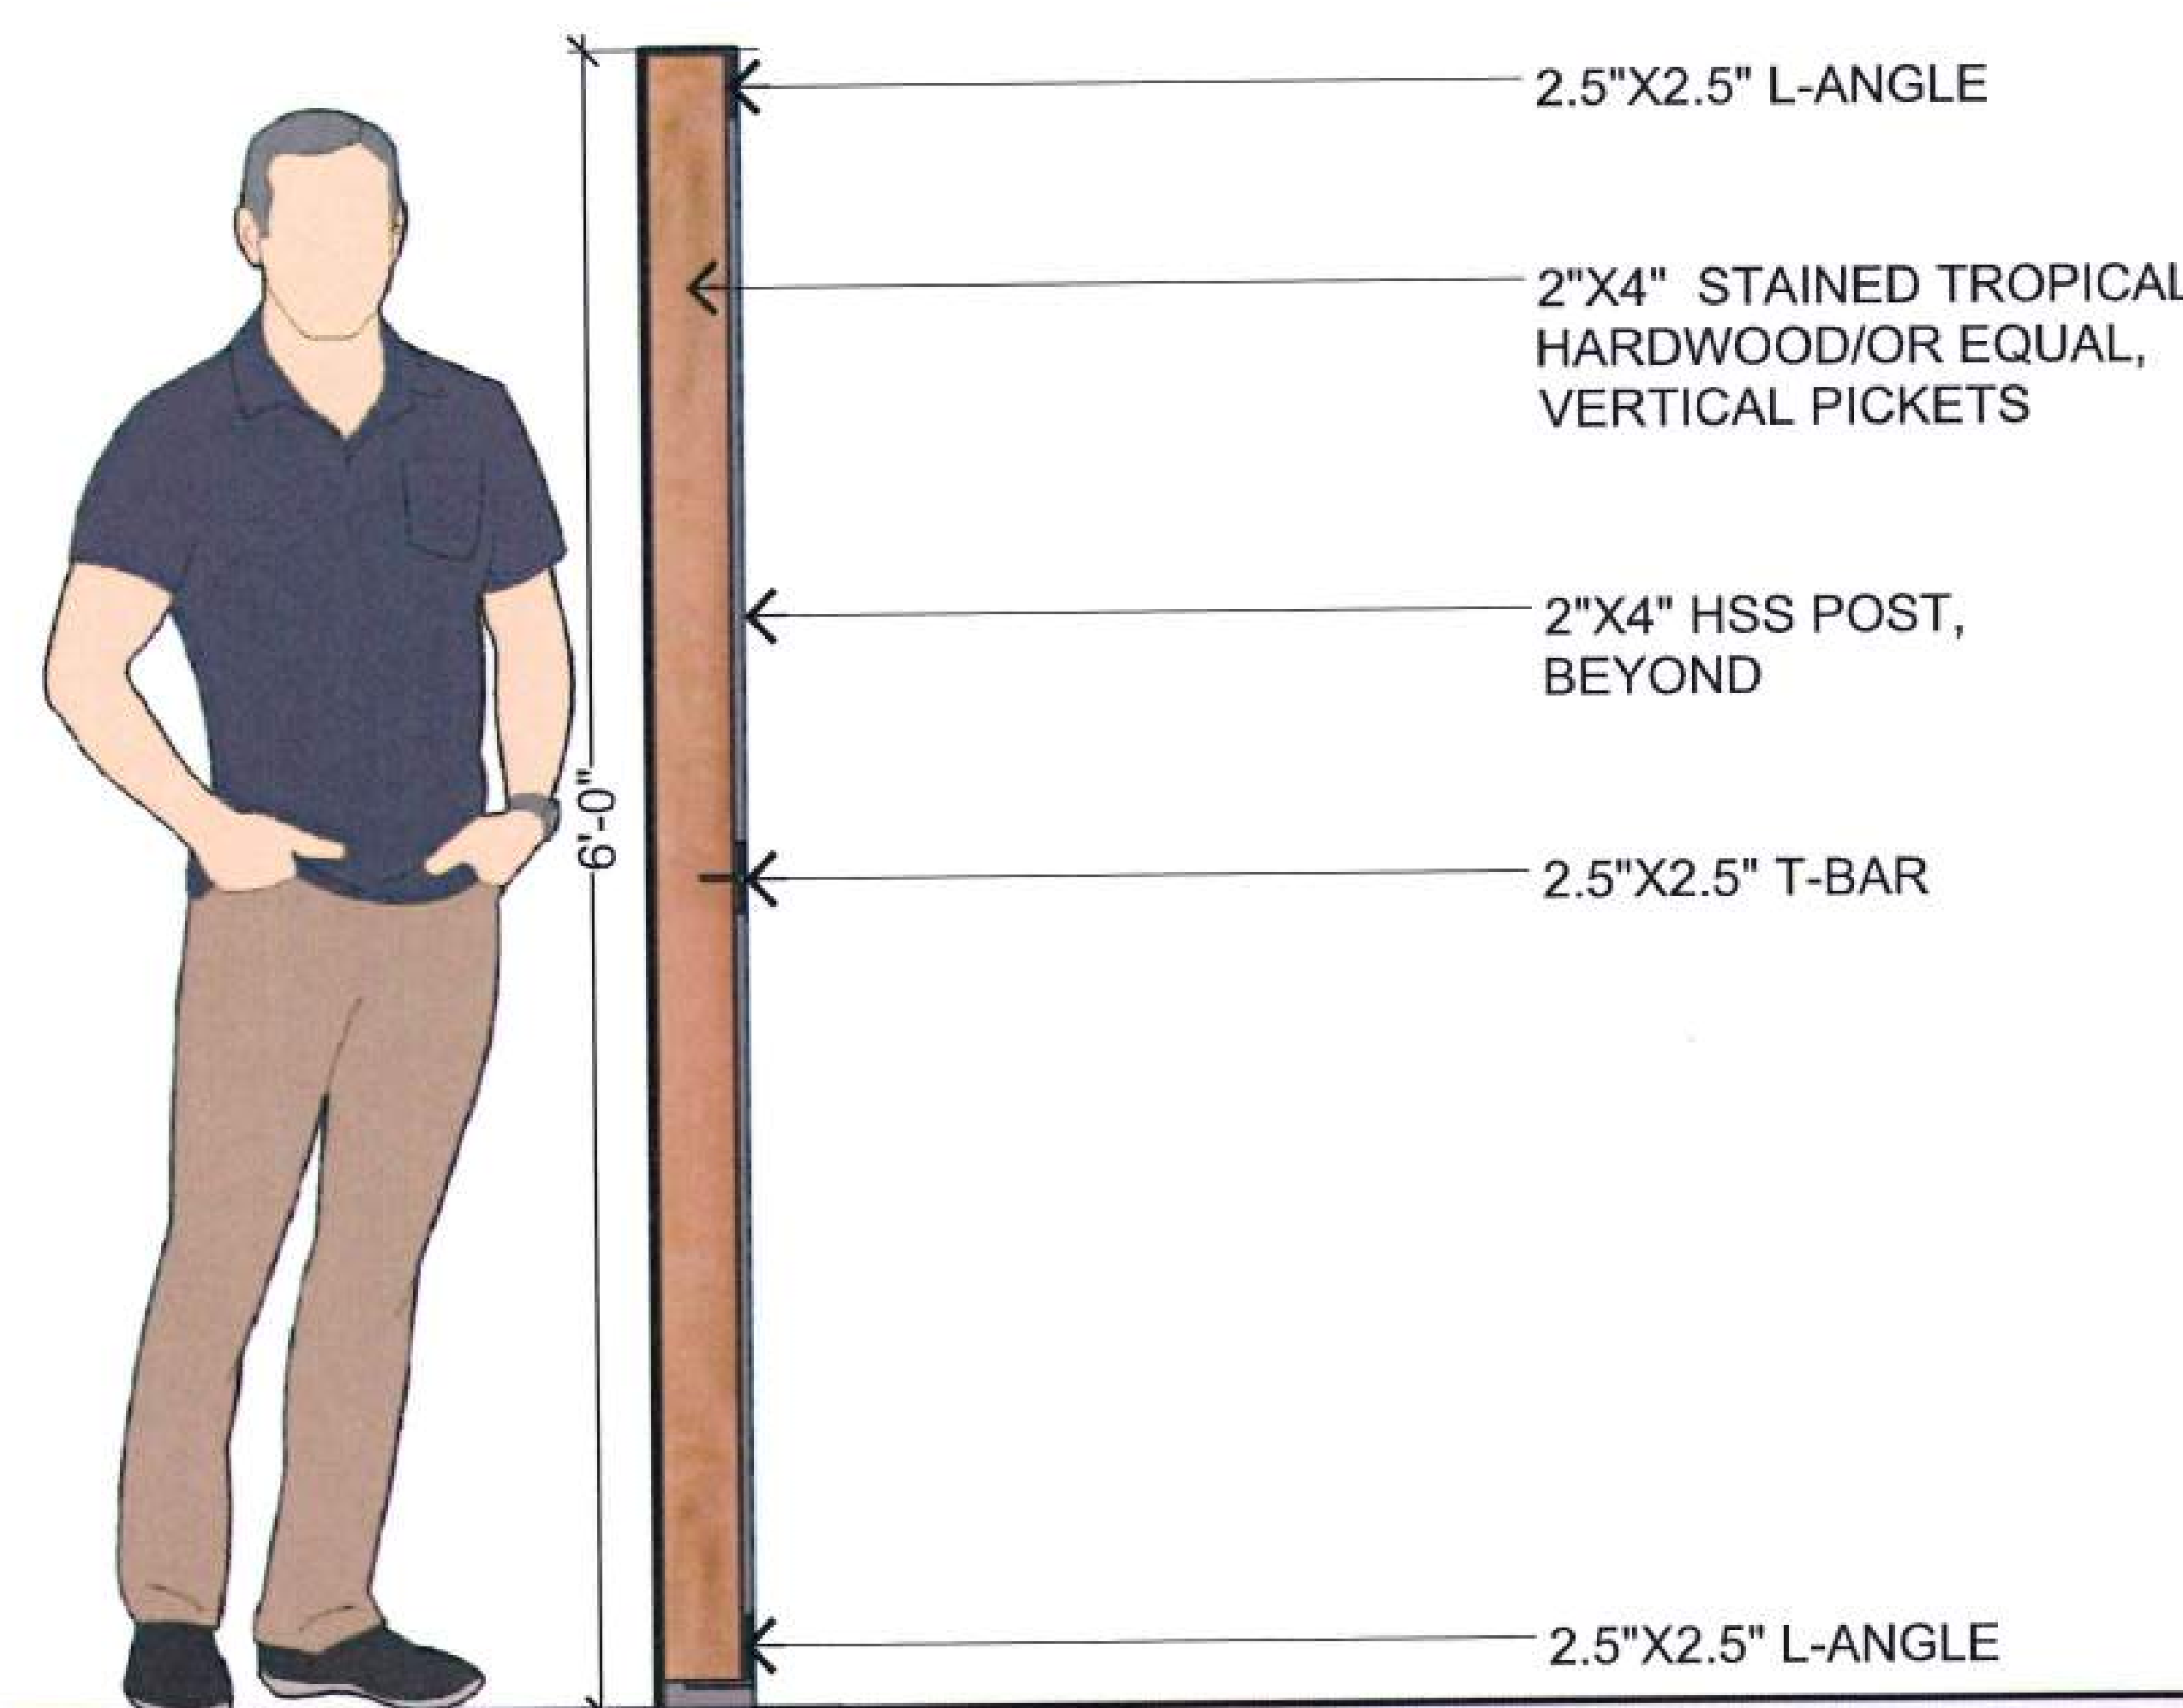 2.5"X2.5" L-ANGLE
2"X4" STAINED TROPICAL
HARDWOOD/OR EQUAL,
VERTICAL PICKETS
2"X4" HSS POST,
BEYOND
6'-0"
2.5"X2.5" T-BAR
2.5"X2.5" L-ANGLE